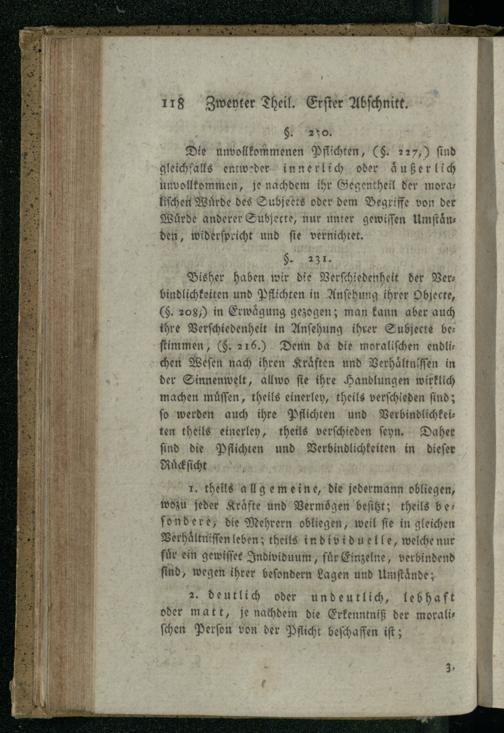 118 Zweyter Theil. Erster Abschnitt.
§. 230.
Die unvollkommenen Pflichten, (§. 227,) sind
gleichfalls entweder innerlich oder äußerlich
unvollkommen, je nachdem ihr Gegentheil der mora-
lischen Würde des Subjects oder dem Begriffe von der
Würde anderer Subjecte, nur unter gewissen Umstän-
den, widerspricht und sie vernichtet.
§. 231.
Bisher haben wir die Verschiedenheit der Ver-
bindlichkeiten und Pflichten in Ansehung ihrer Objecte,
(§. 208,) in Erwägung gezogen; man kann aber auch
ihre Verschiedenheit in Ansehung ihrer Subjecte be-
stimmen, (§. 216.) Denn da die moralischen endli-
chen Wesen nach ihren Kräften und Verhältnissen in
der Sinnenwelt, allwo sie ihre Handlungen wirklich
machen müssen, theils einerley, theils verschieden sind;
so werden auch ihre Pflichten und Verbindlichkei-
ten theils einerley, theils verschieden seyn. Daher
sind die Pflichten und Verbindlichkeiten in dieser
Rücksicht
1. theils allgemeine, die jedermann obliegen,
wozu jeder Kräfte und Vermögen besitzt; theils be-
sondere, die Mehrern obliegen, weil sie in gleichen
Verhältnissen leben; theils individuelle, welche nur
für ein gewisses Individuum, für Einzelne, verbindend
sind, wegen ihrer besondern Lagen und Umstände;
2. deutlich oder undeutlich, lebhaft
oder matt, je nachdem die Erkenntniß der morali-
schen Person von der Pflicht beschaffen ist;
3.